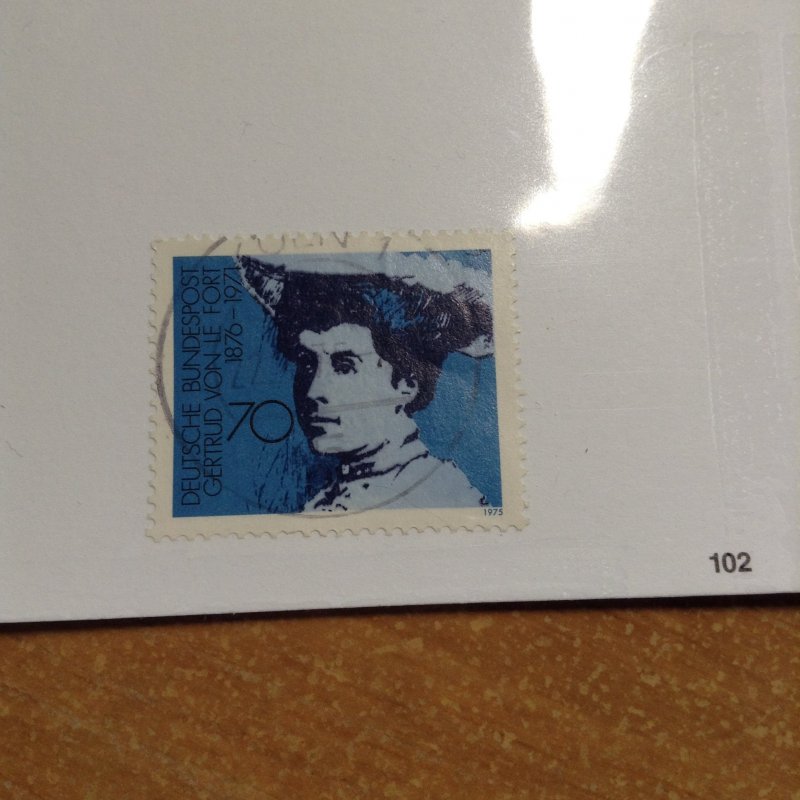 DEUTSCHE BUNDESPOST
GERTRUD VON LE FORT
1876–1971
70
1975
102